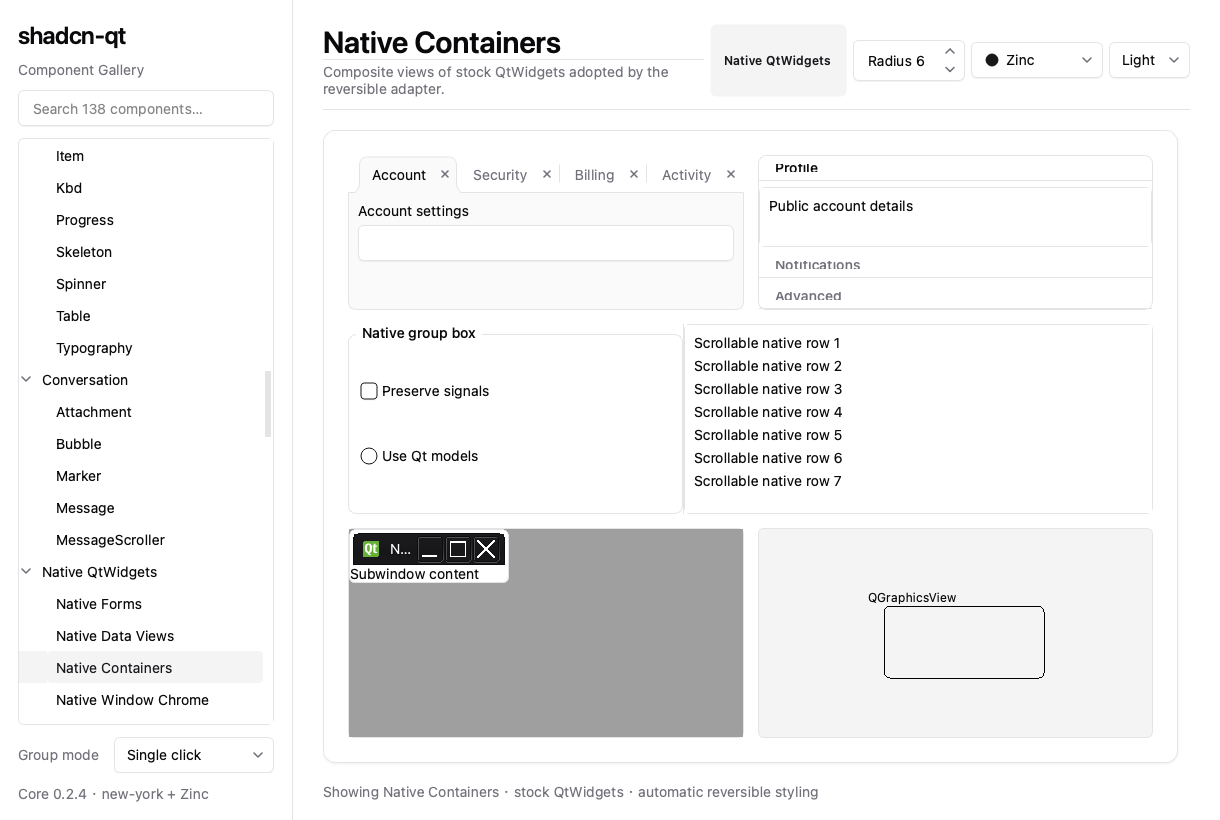 shadcn-qt
Component Gallery
Search 138 components...
Item
Kbd
Progress
Skeleton
Spinner
Table
Typography
Conversation
Attachment
Bubble
Marker
Message
MessageScroller
Native QtWidgets
Native Forms
Native Data Views
Native Containers
Native Window Chrome
Group mode
Single click
Core 0.2.4 · new-york + Zinc
Native Containers
Composite views of stock QtWidgets adopted by the
reversible adapter.
Native QtWidgets
Radius 6
Zinc
Light
Account
Security
Billing
Activity
Account settings
Profile
Public account details
Notifications
Advanced
Native group box
Preserve signals
Use Qt models
Scrollable native row 1
Scrollable native row 2
Scrollable native row 3
Scrollable native row 4
Scrollable native row 5
Scrollable native row 6
Scrollable native row 7
Qt N...
Subwindow content
QGraphicsView
Showing Native Containers · stock QtWidgets · automatic reversible styling